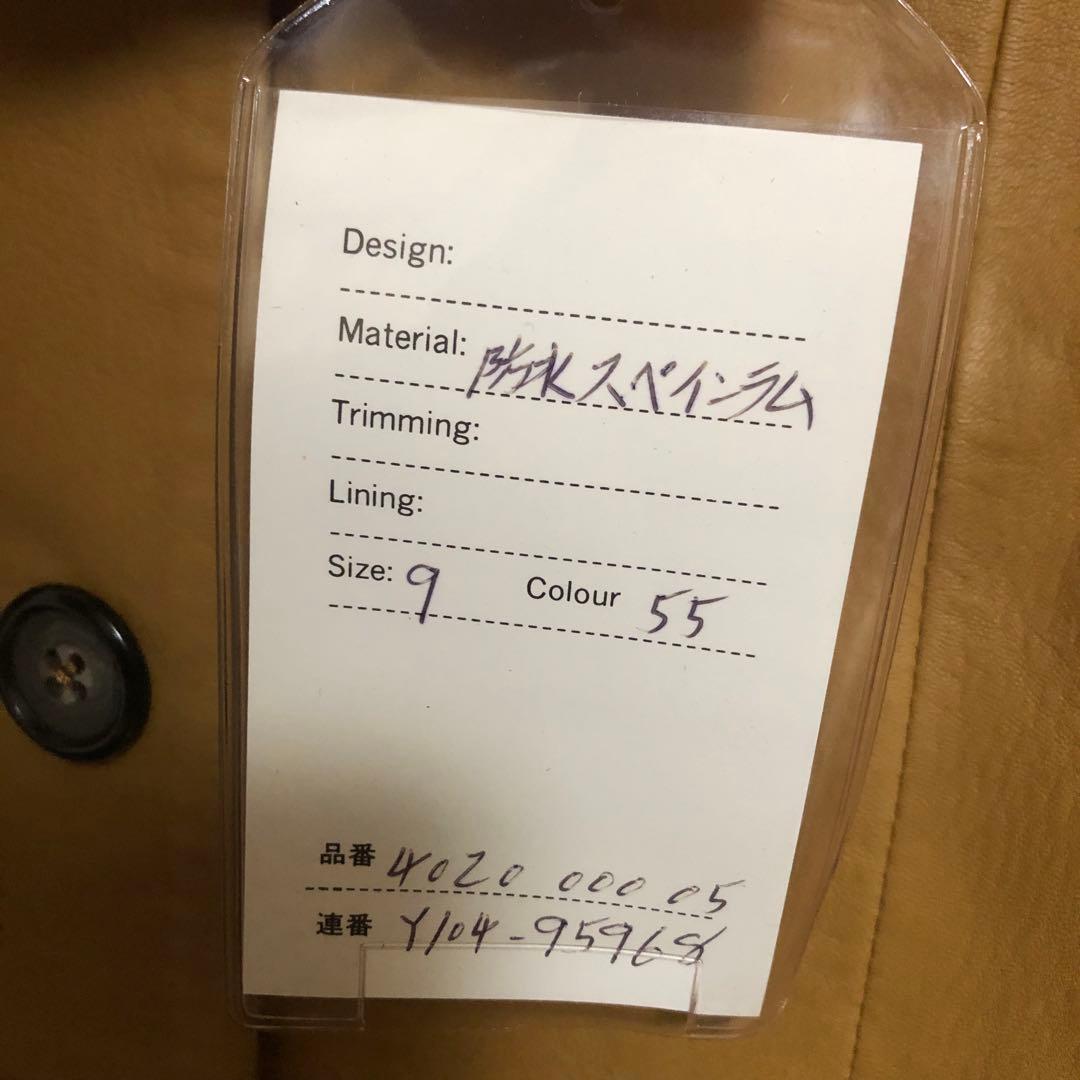 Design:
Material: 防水スペインラム
Trimming:
Lining:
Size: 9 Colour 55
品番 4020 000 05
連番 Y104-95968